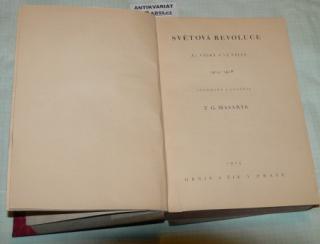 ANTIKVARIAT
SVĚTOVÁ REVOLUCE
ZA VÁLKY A VE VÁLCE
1914-1918
T. G. MASARYK
1925
ORBIS A ČIN V PRAZE